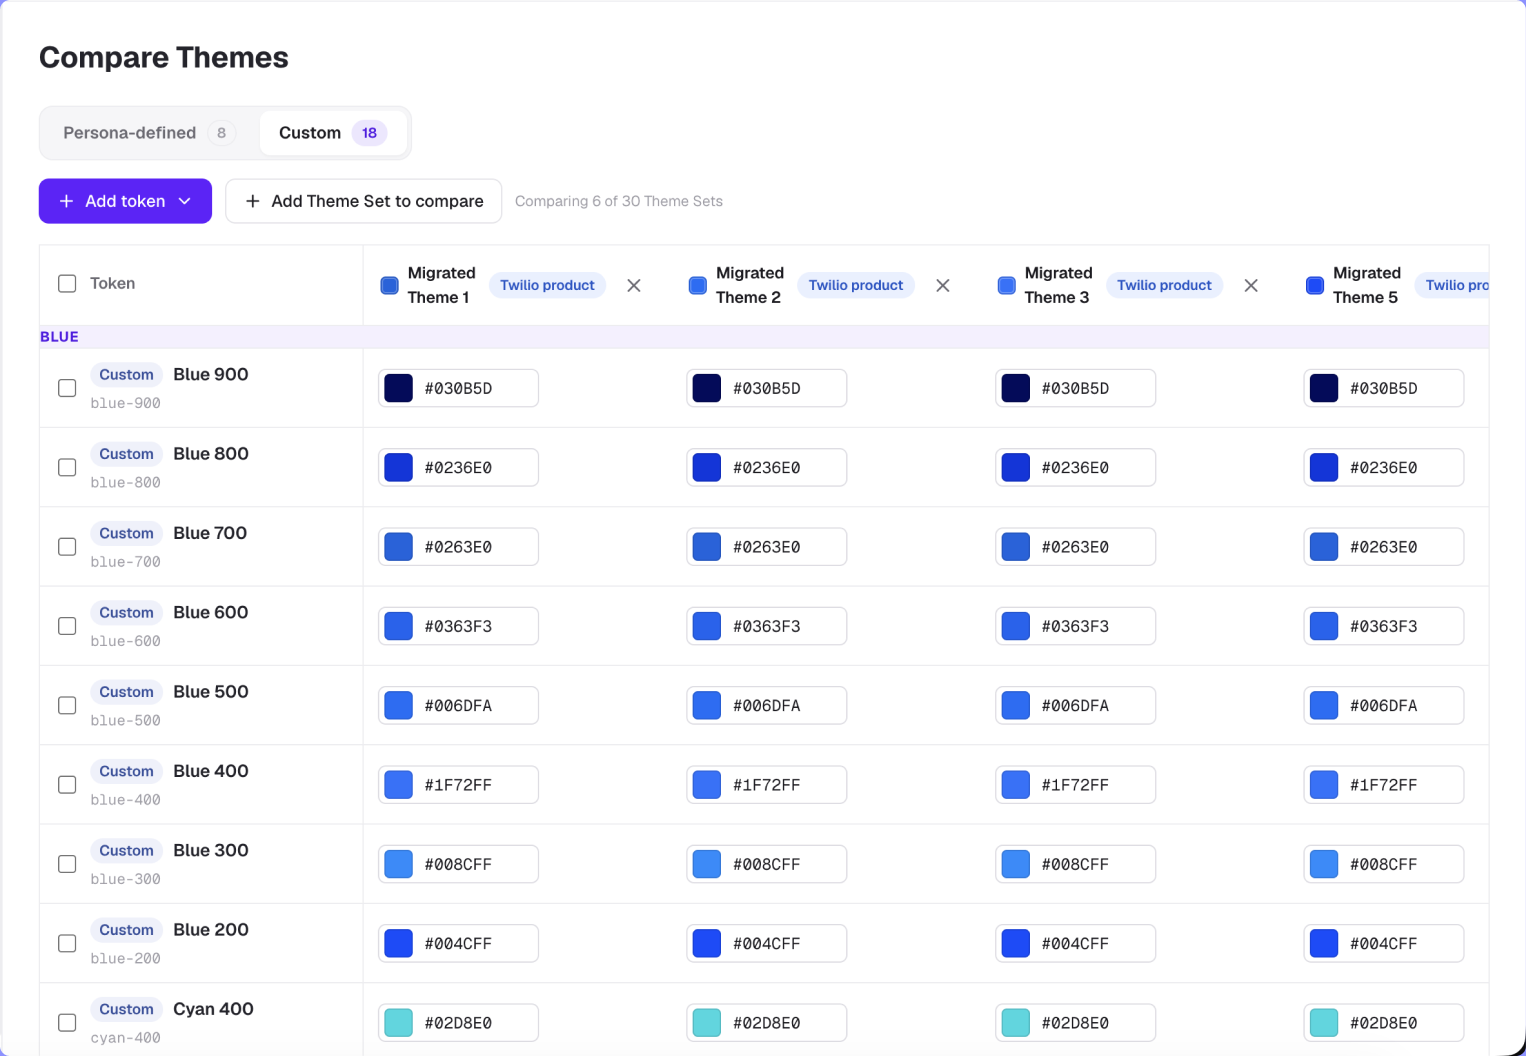 Compare Themes
Persona-defined 8 Custom 18
+ Add token + Add Theme Set to compare Comparing 6 of 30 Theme Sets
Token Migrated Theme 1 Twilio product Migrated Theme 2 Twilio product Migrated Theme 3 Twilio product Migrated Theme 5 Twilio pro
BLUE
Custom Blue 900
blue-900 #030B5D #030B5D #030B5D #030B5D
Custom Blue 800
blue-800 #0236E0 #0236E0 #0236E0 #0236E0
Custom Blue 700
blue-700 #0263E0 #0263E0 #0263E0 #0263E0
Custom Blue 600
blue-600 #0363F3 #0363F3 #0363F3 #0363F3
Custom Blue 500
blue-500 #006DFA #006DFA #006DFA #006DFA
Custom Blue 400
blue-400 #1F72FF #1F72FF #1F72FF #1F72FF
Custom Blue 300
blue-300 #008CFF #008CFF #008CFF #008CFF
Custom Blue 200
blue-200 #004CFF #004CFF #004CFF #004CFF
Custom Cyan 400
cyan-400 #02D8E0 #02D8E0 #02D8E0 #02D8E0